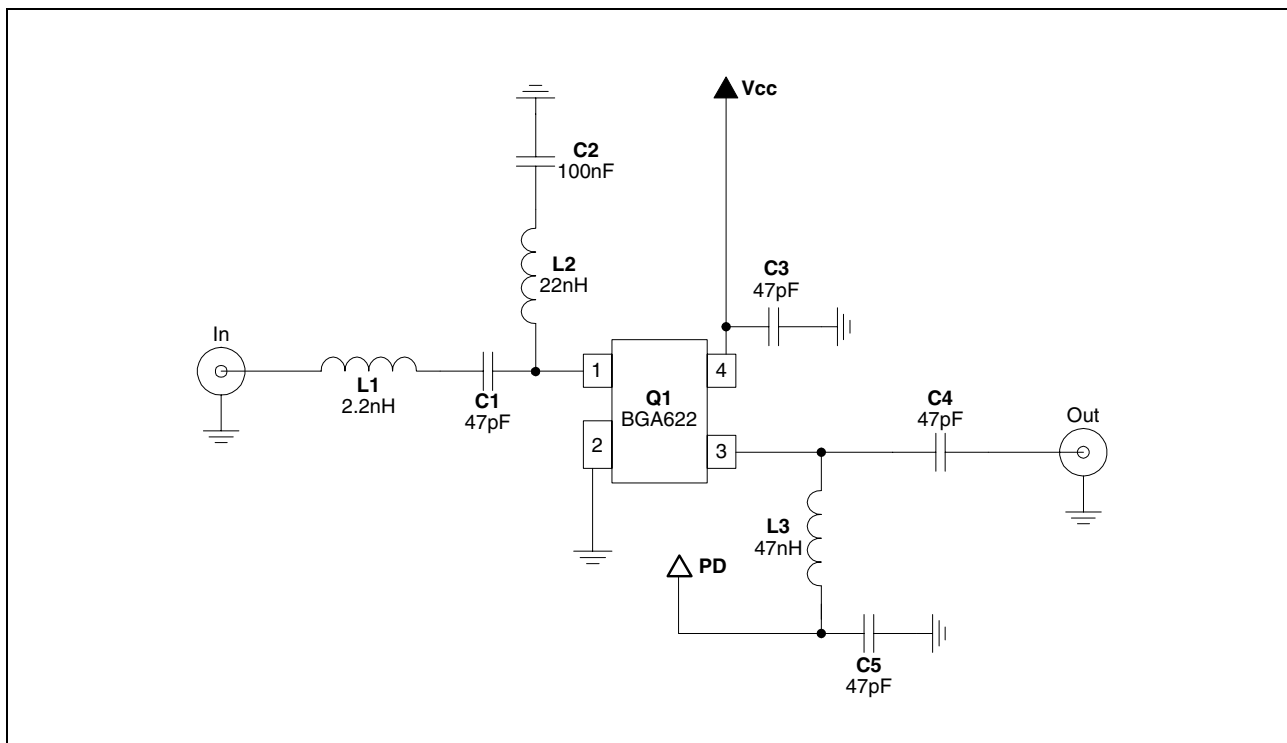 Vcc
C2
100nF
L2
22nH
C3
47pF
In
L1
2.2nH
C1
47pF
1
4
Q1
BGA622
2
3
C4
47pF
Out
L3
47nH
PD
C5
47pF